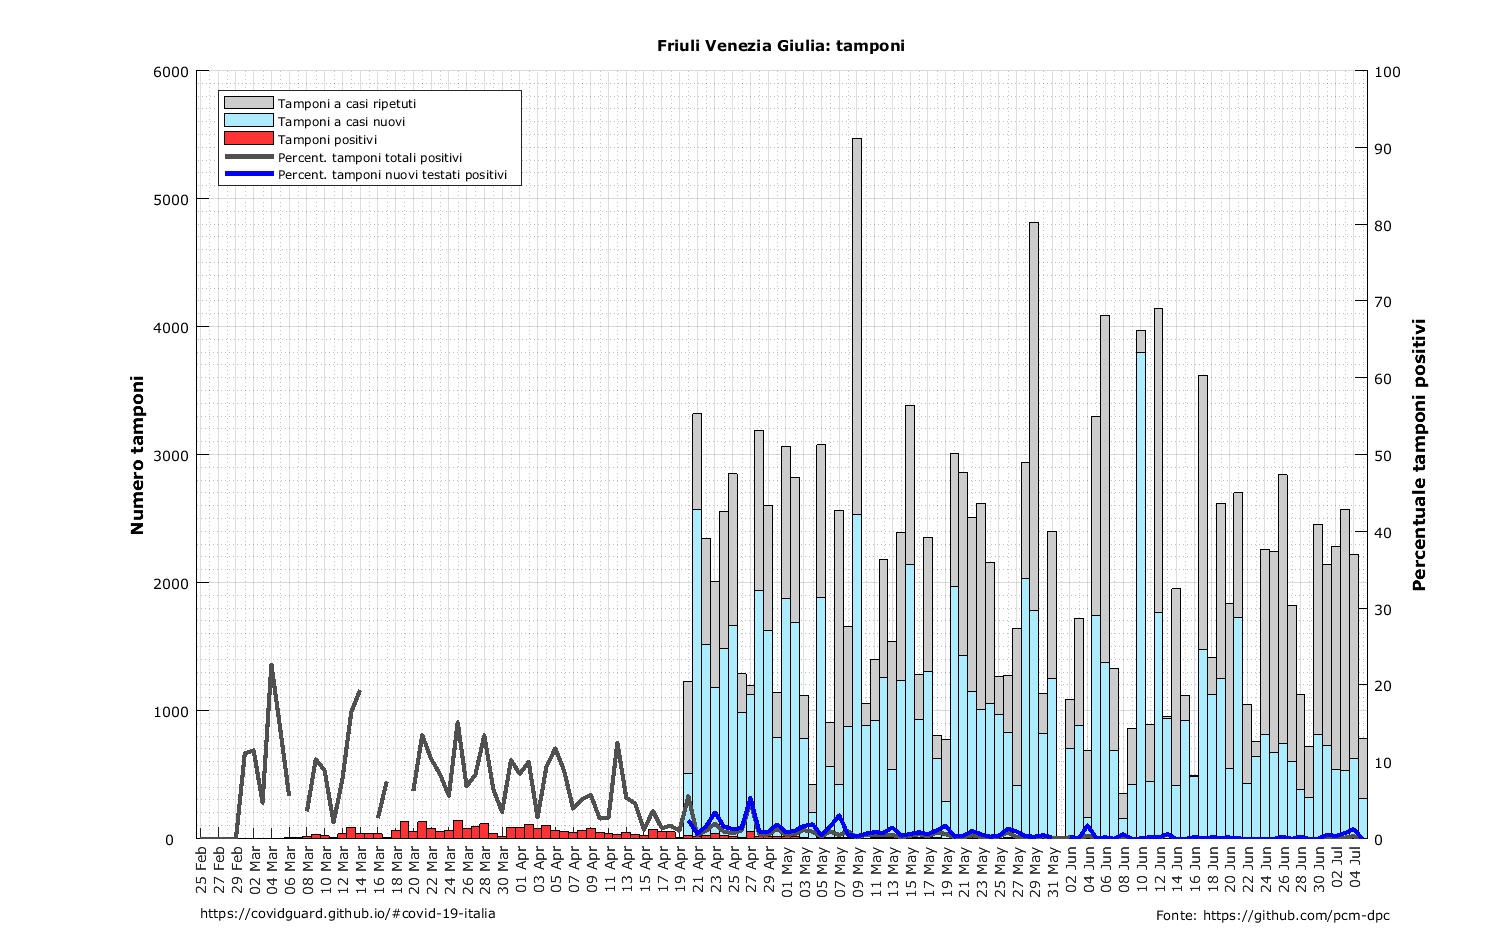 Friuli Venezia Giulia: tamponi
6000
5000
4000
3000
2000
1000
0
Numero tamponi
Tamponi a casi ripetuti
Tamponi a casi nuovi
Tamponi positivi
Percent. tamponi totali positivi
Percent. tamponi nuovi testati positivi
100
90
80
70
60
50
40
30
20
10
0
Percentuale tamponi positivi
25 Feb
27 Feb
29 Feb
02 Mar
04 Mar
06 Mar
08 Mar
10 Mar
12 Mar
14 Mar
16 Mar
18 Mar
20 Mar
22 Mar
24 Mar
26 Mar
28 Mar
30 Mar
01 Apr
03 Apr
05 Apr
07 Apr
09 Apr
11 Apr
13 Apr
15 Apr
17 Apr
19 Apr
21 Apr
23 Apr
25 Apr
27 Apr
29 Apr
01 May
03 May
05 May
07 May
09 May
11 May
13 May
15 May
17 May
19 May
21 May
23 May
25 May
27 May
29 May
31 May
02 Jun
04 Jun
06 Jun
08 Jun
10 Jun
12 Jun
14 Jun
16 Jun
18 Jun
20 Jun
22 Jun
24 Jun
26 Jun
28 Jun
30 Jun
02 Jul
04 Jul
https://covidguard.github.io/#covid-19-italia
Fonte: https://github.com/pcm-dpc